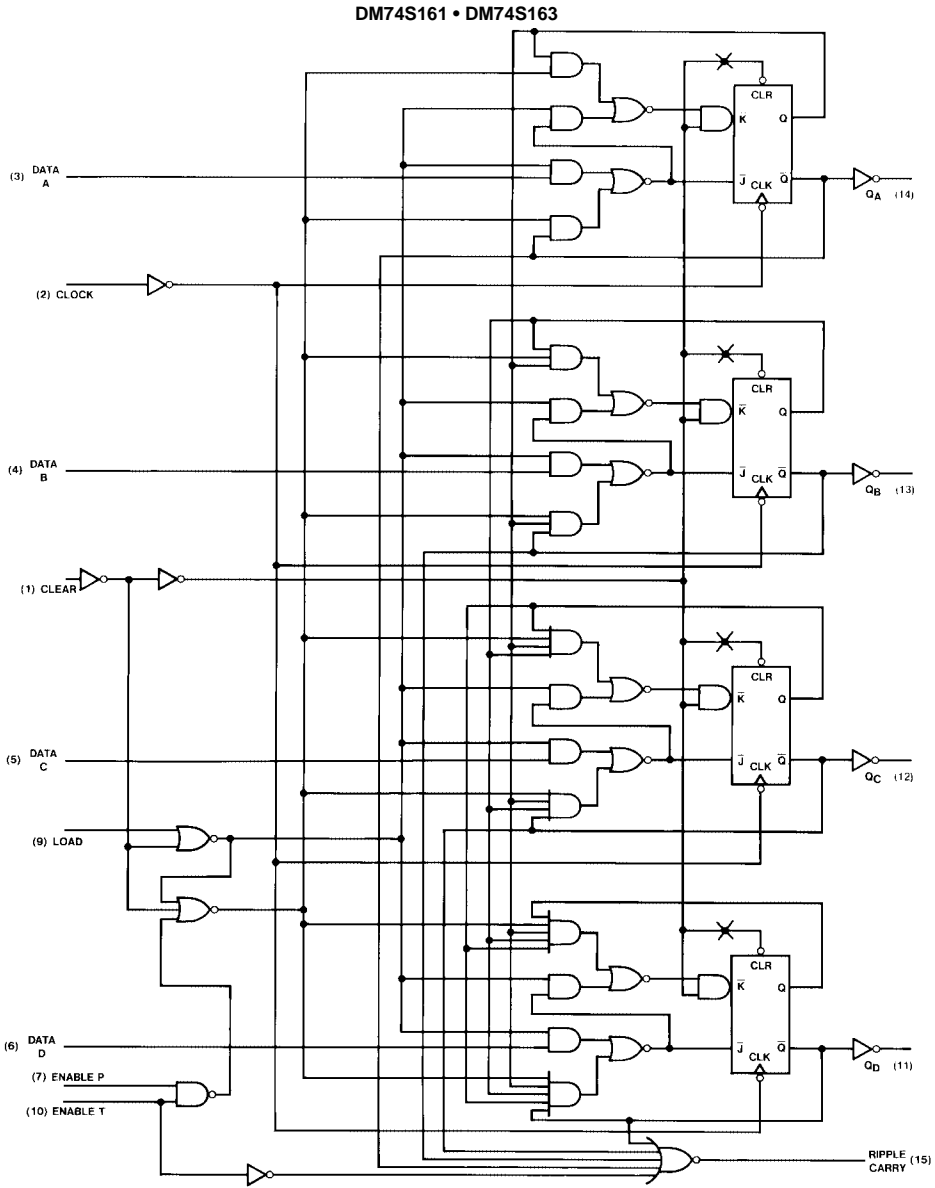 DM74S161 • DM74S163
CLR
K̅
Q
(3) DATA A
J̅ CLK Q̅
QA (14)
(2) CLOCK
CLR
K̅
Q
(4) DATA B
J̅ CLK Q̅
QB (13)
(1) CLEAR
CLR
K̅
Q
(5) DATA C
J̅ CLK Q̅
QC (12)
(9) LOAD
CLR
K̅
Q
(6) DATA D
J̅ CLK Q̅
QD (11)
(7) ENABLE P
(10) ENABLE T
RIPPLE CARRY (15)